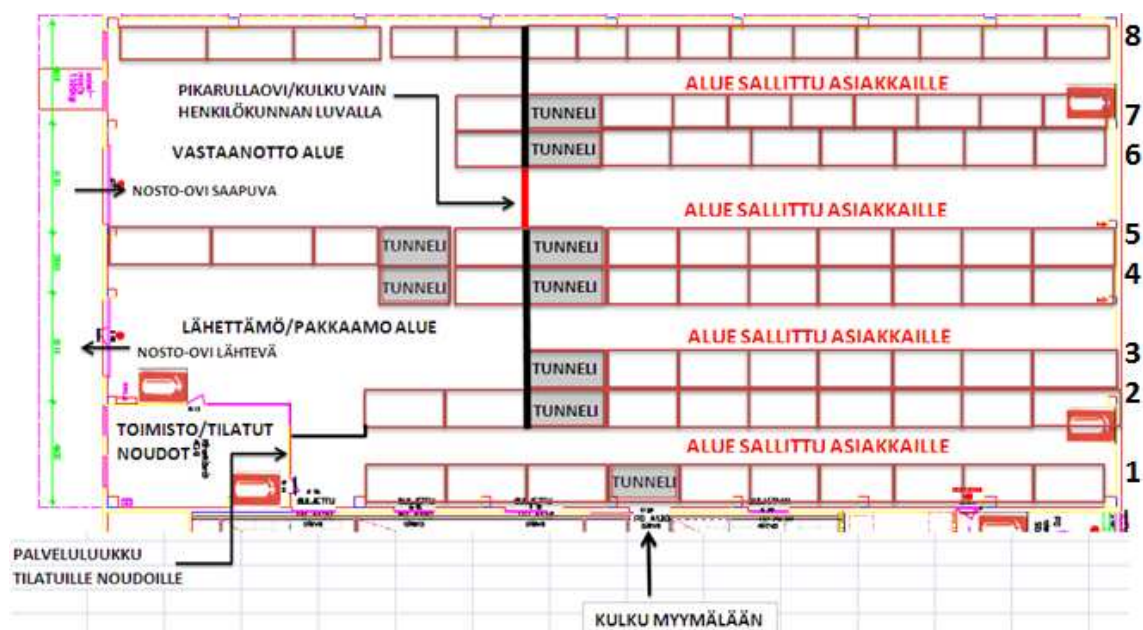 8
ALUE SALLITTU ASIAKKAILLE
PIKARULLAOVI/KULKU VAIN
HENKILÖKUNNAN LUVALLA
TUNNELI
7
VASTAANOTTO ALUE
TUNNELI
6
NOSTO-OVI SAAPUVA
ALUE SALLITTU ASIAKKAILLE
TUNNELI
TUNNELI
5
TUNNELI
TUNNELI
4
LÄHETTÄMÖ/PAKKAAMO ALUE
ALUE SALLITTU ASIAKKAILLE
NOSTO-OVI LÄHTEVÄ
TUNNELI
3
TUNNELI
2
TOIMISTO/TILATUT
NOUDOT
ALUE SALLITTU ASIAKKAILLE
TUNNELI
1
PALVELULUUKKU
TILATUILLE NOUDOILLE
KULKU MYYMÄLÄÄN